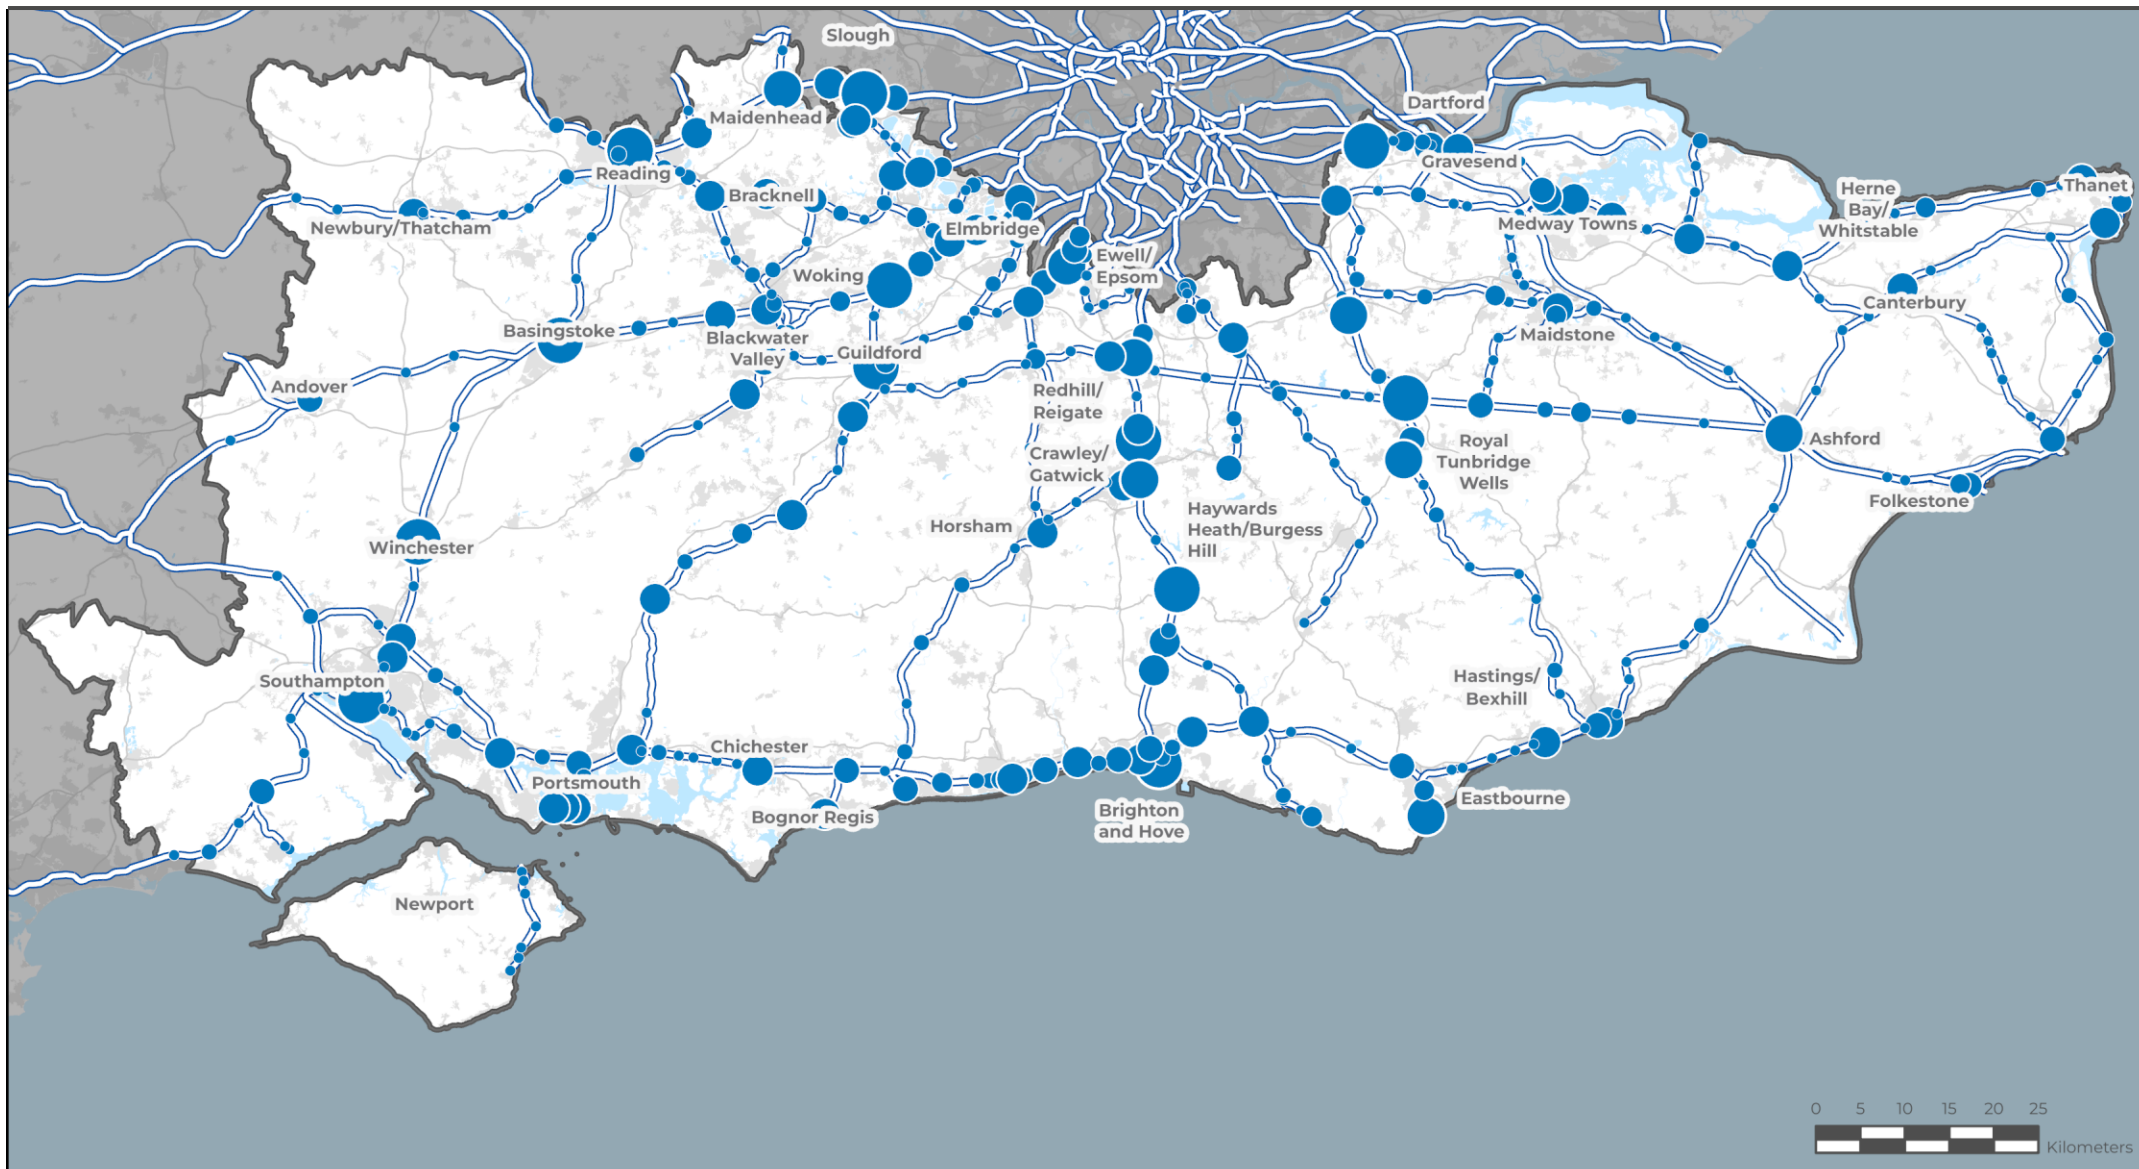 Slough
Dartford
Maidenhead
Gravesend
Reading
Bracknell
Thanet
Herne
Bay/
Whitstable
Newbury/Thatcham
Elmbridge
Medway Towns
Ewell/
Epsom
Woking
Canterbury
Basingstoke
Blackwater
Valley
Guildford
Maidstone
Andover
Redhill/
Reigate
Ashford
Royal
Tunbridge
Wells
Crawley/
Gatwick
Folkestone
Haywards
Heath/Burgess
Hill
Horsham
Winchester
Southampton
Hastings/
Bexhill
Chichester
Portsmouth
Eastbourne
Bognor Regis
Brighton
and Hove
Newport
0 5 10 15 20 25
Kilometers